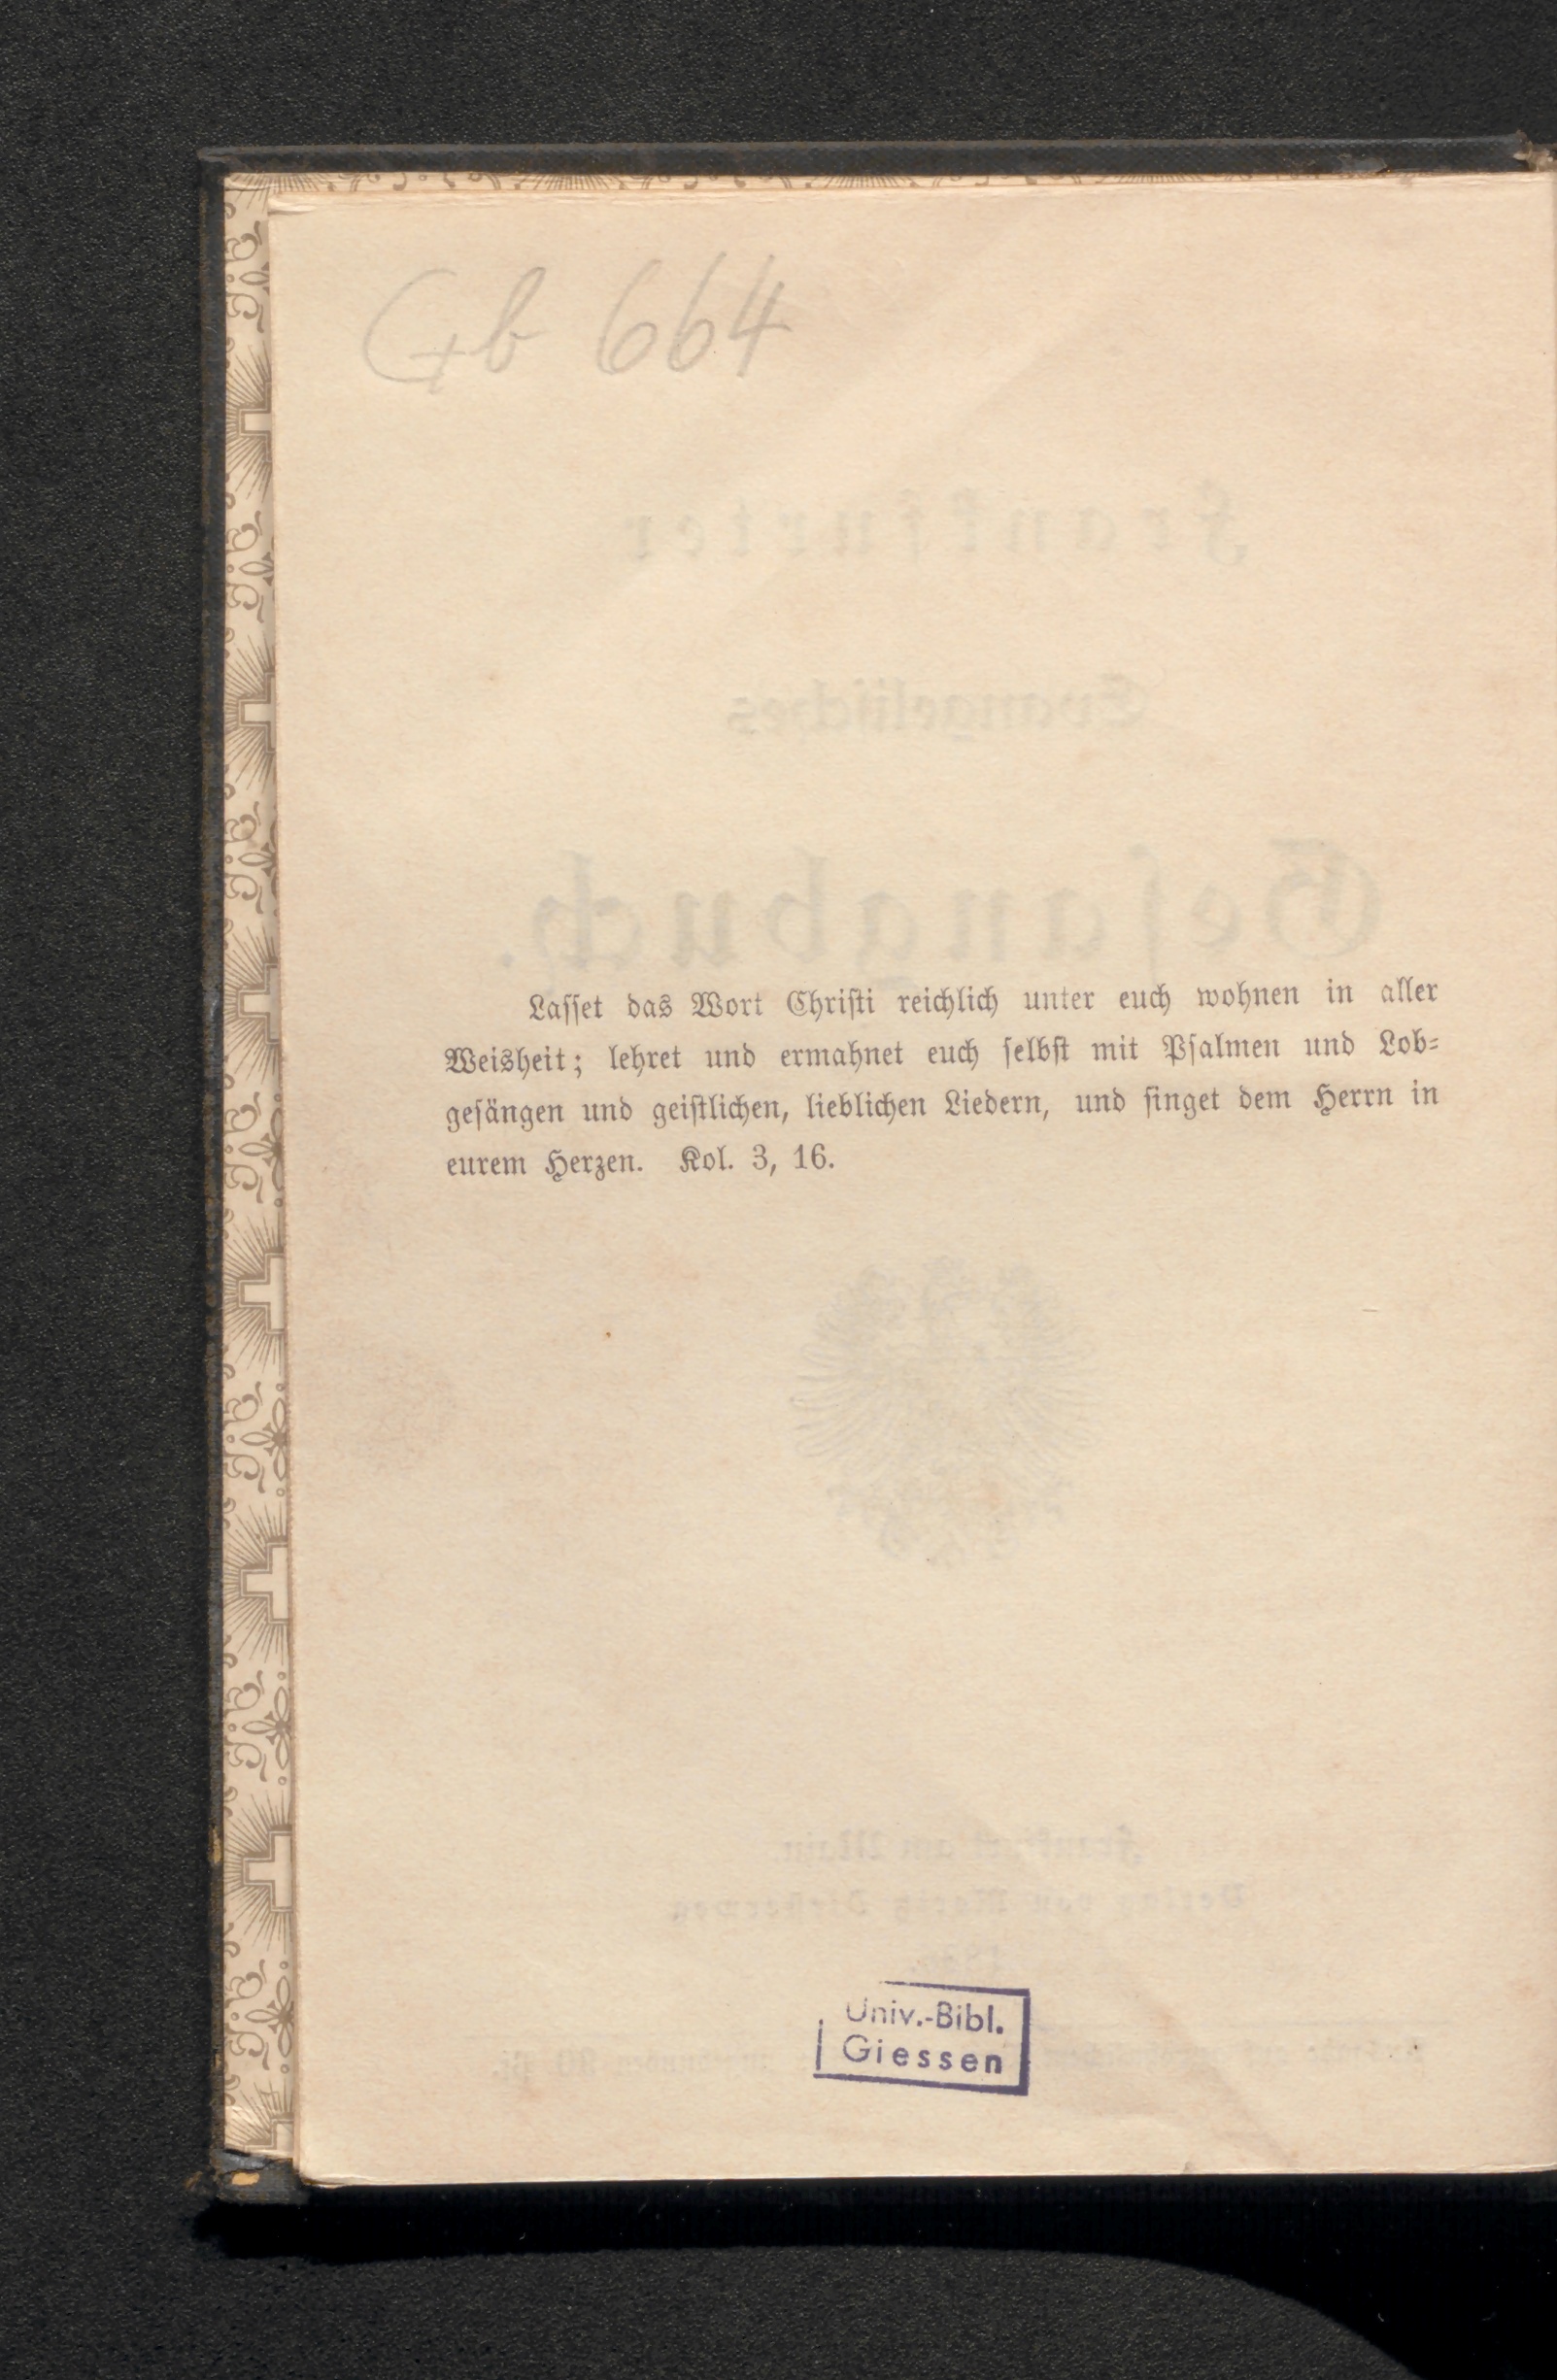 Gb 664
Lasset das Wort Christi reichlich unter euch wohnen in aller
Weisheit; lehret und ermahnet euch selbst mit Psalmen und Lob-
gesängen und geistlichen, lieblichen Liedern, und singet dem Herrn in
eurem Herzen. Kol. 3, 16.
Univ.-Bibl.
Giessen